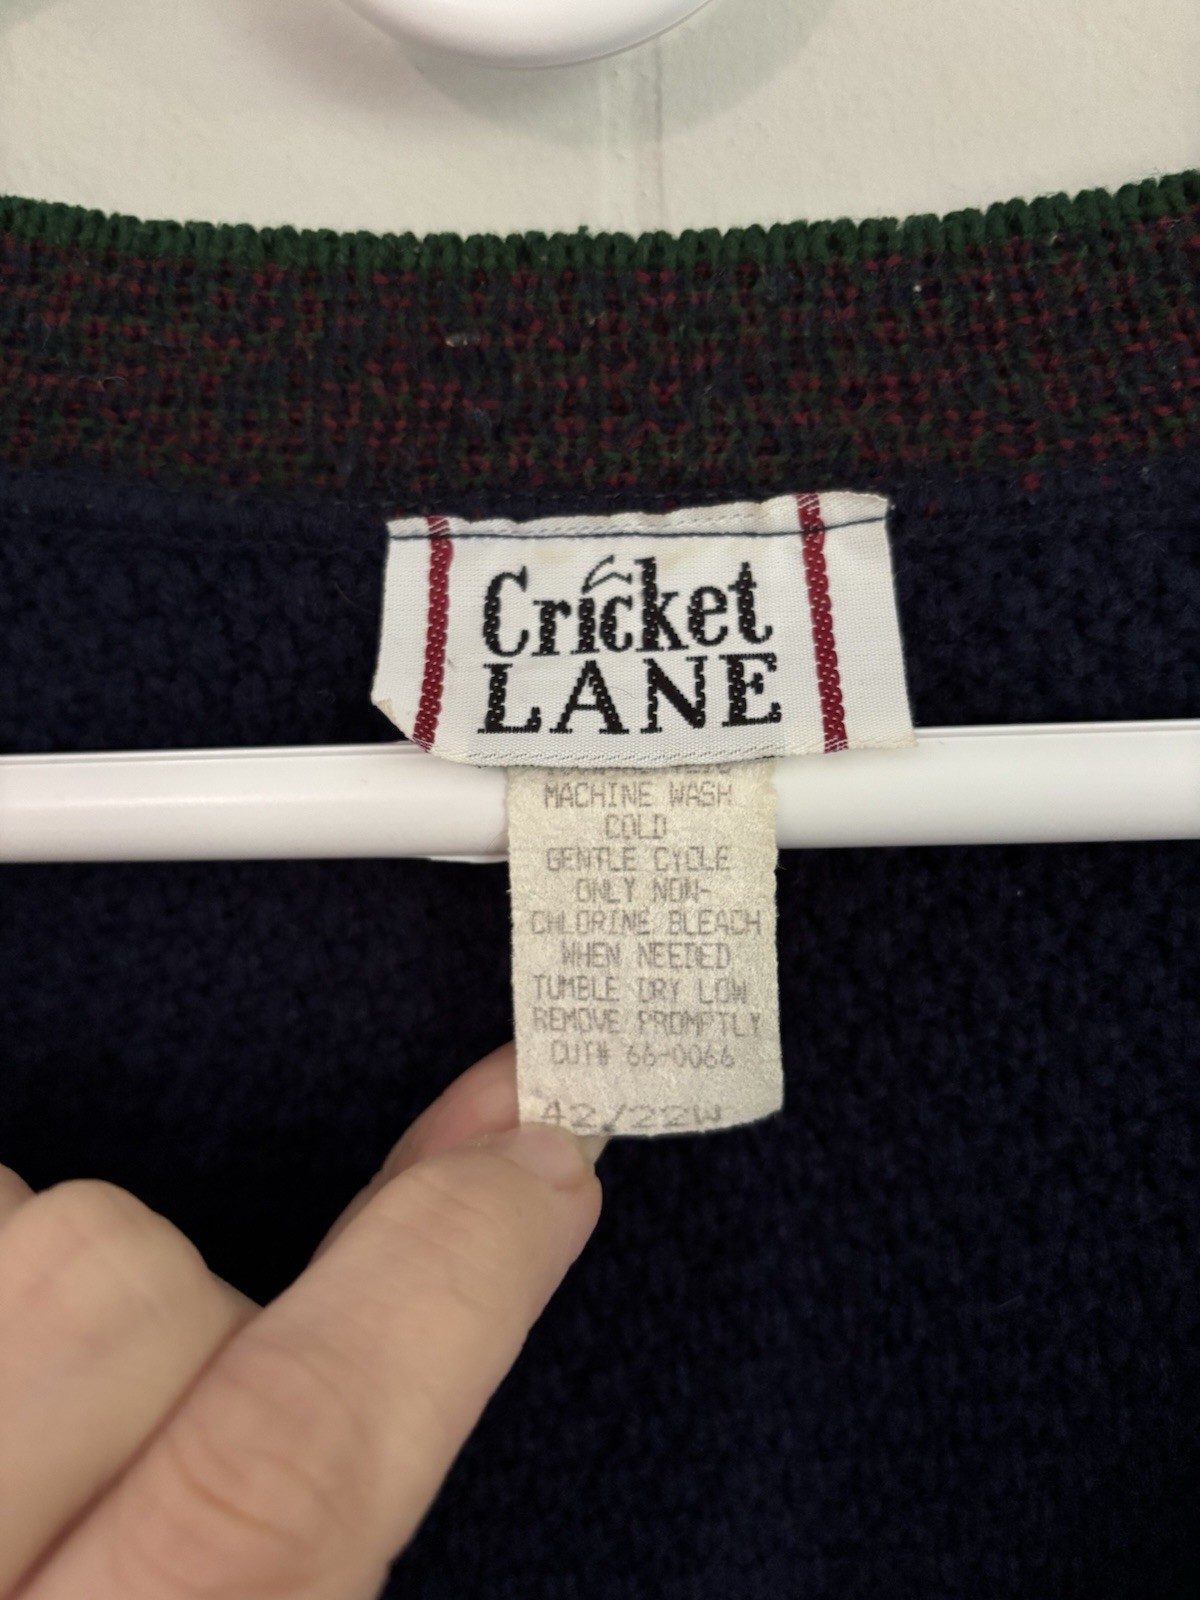 Cricket
LANE
MACHINE WASH
COLD
GENTLE CYCLE
ONLY NON-
CHLORINE BLEACH
WHEN NEEDED
TUMBLE DRY LOW
REMOVE PROMPTLY
CUT# 66-0066
42/22W